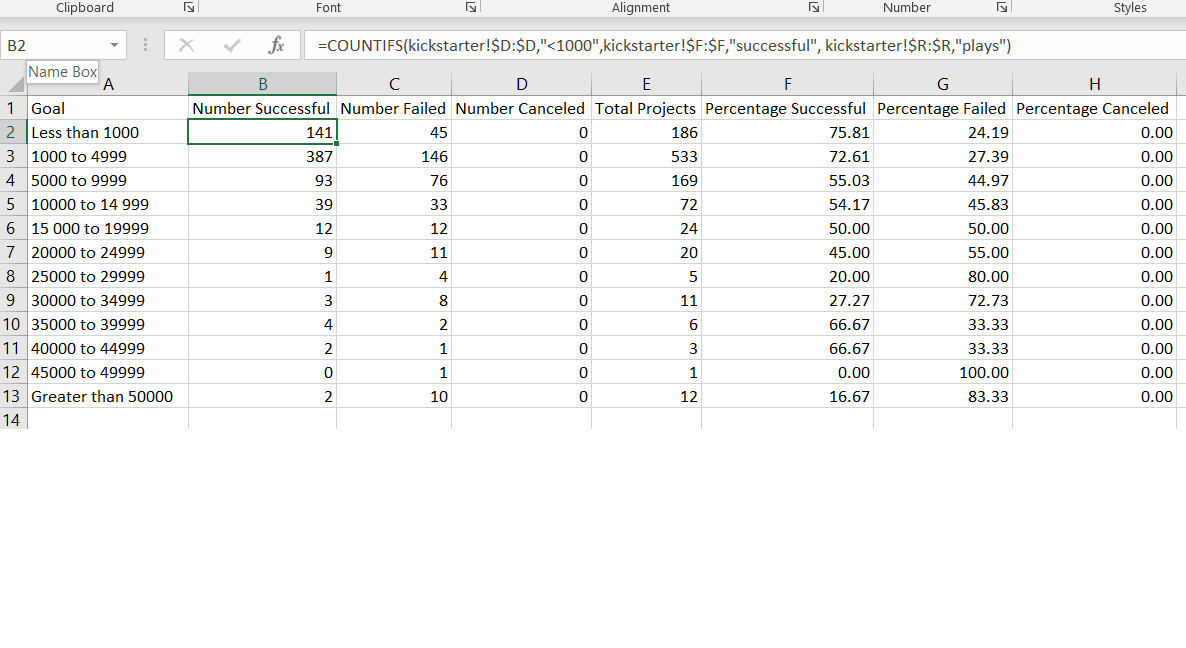 Clipboard Font Alignment Number Styles
B2 fx =COUNTIFS(kickstarter!$D:$D,"<1000",kickstarter!$F:$F,"successful", kickstarter!$R:$R,"plays")
Name Box
A B C D E F G H
1 Goal Number Successful Number Failed Number Canceled Total Projects Percentage Successful Percentage Failed Percentage Canceled
2 Less than 1000 141 45 0 186 75.81 24.19 0.00
3 1000 to 4999 387 146 0 533 72.61 27.39 0.00
4 5000 to 9999 93 76 0 169 55.03 44.97 0.00
5 10000 to 14 999 39 33 0 72 54.17 45.83 0.00
6 15 000 to 19999 12 12 0 24 50.00 50.00 0.00
7 20000 to 24999 9 11 0 20 45.00 55.00 0.00
8 25000 to 29999 1 4 0 5 20.00 80.00 0.00
9 30000 to 34999 3 8 0 11 27.27 72.73 0.00
10 35000 to 39999 4 2 0 6 66.67 33.33 0.00
11 40000 to 44999 2 1 0 3 66.67 33.33 0.00
12 45000 to 49999 0 1 0 1 0.00 100.00 0.00
13 Greater than 50000 2 10 0 12 16.67 83.33 0.00
14